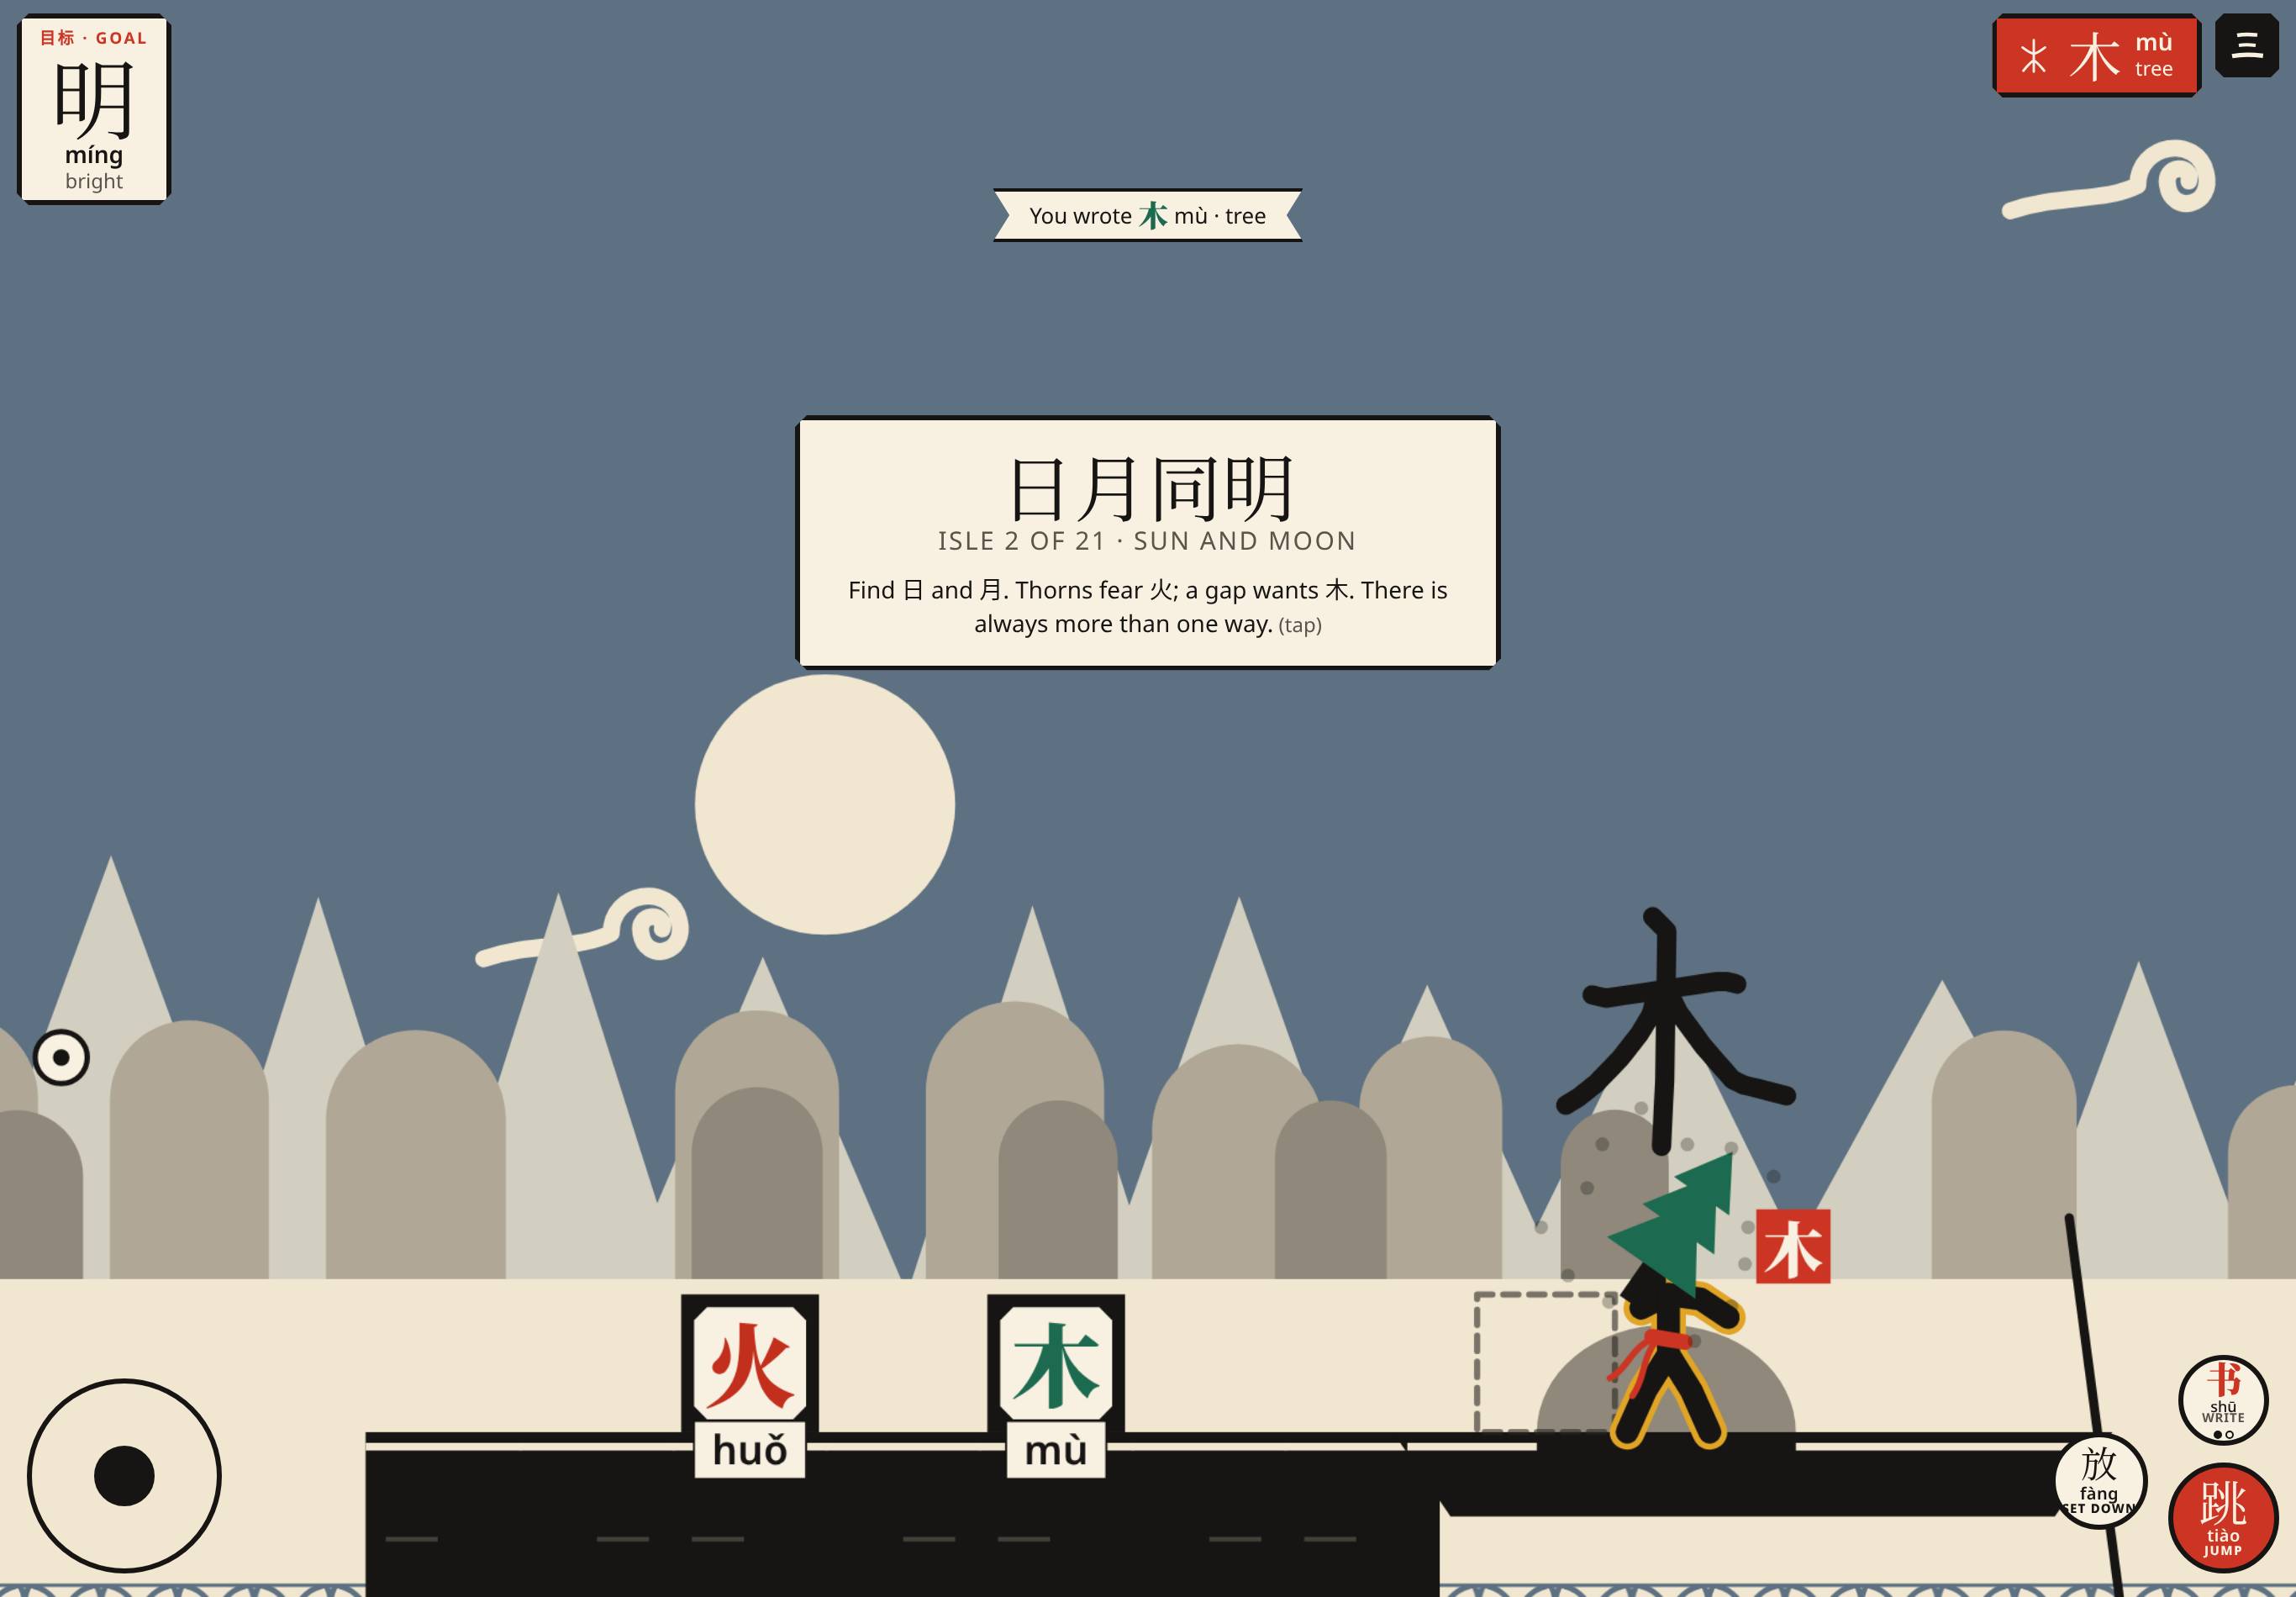 目标 · GOAL
明
míng
bright
木 mù
tree
三
You wrote 木 mù · tree
日月同明
ISLE 2 OF 21 · SUN AND MOON
Find 日 and 月. Thorns fear 火; a gap wants 木. There is
always more than one way. (tap)
木
木
火
huǒ
木
mù
书
shū
WRITE
放
fàng
SET DOWN
跳
tiào
JUMP